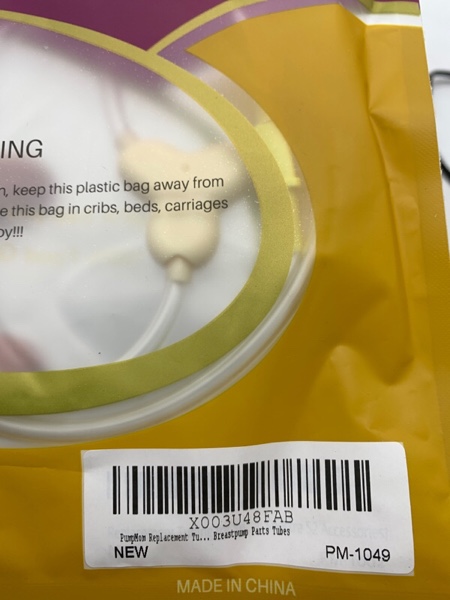 ING
, keep this plastic bag away from
e this bag in cribs, beds, carriages
by!!!
X003U48FAB
PumpMom Replacement Tu... Breastpump Parts Tubes
NEW
PM-1049
MADE IN CHINA